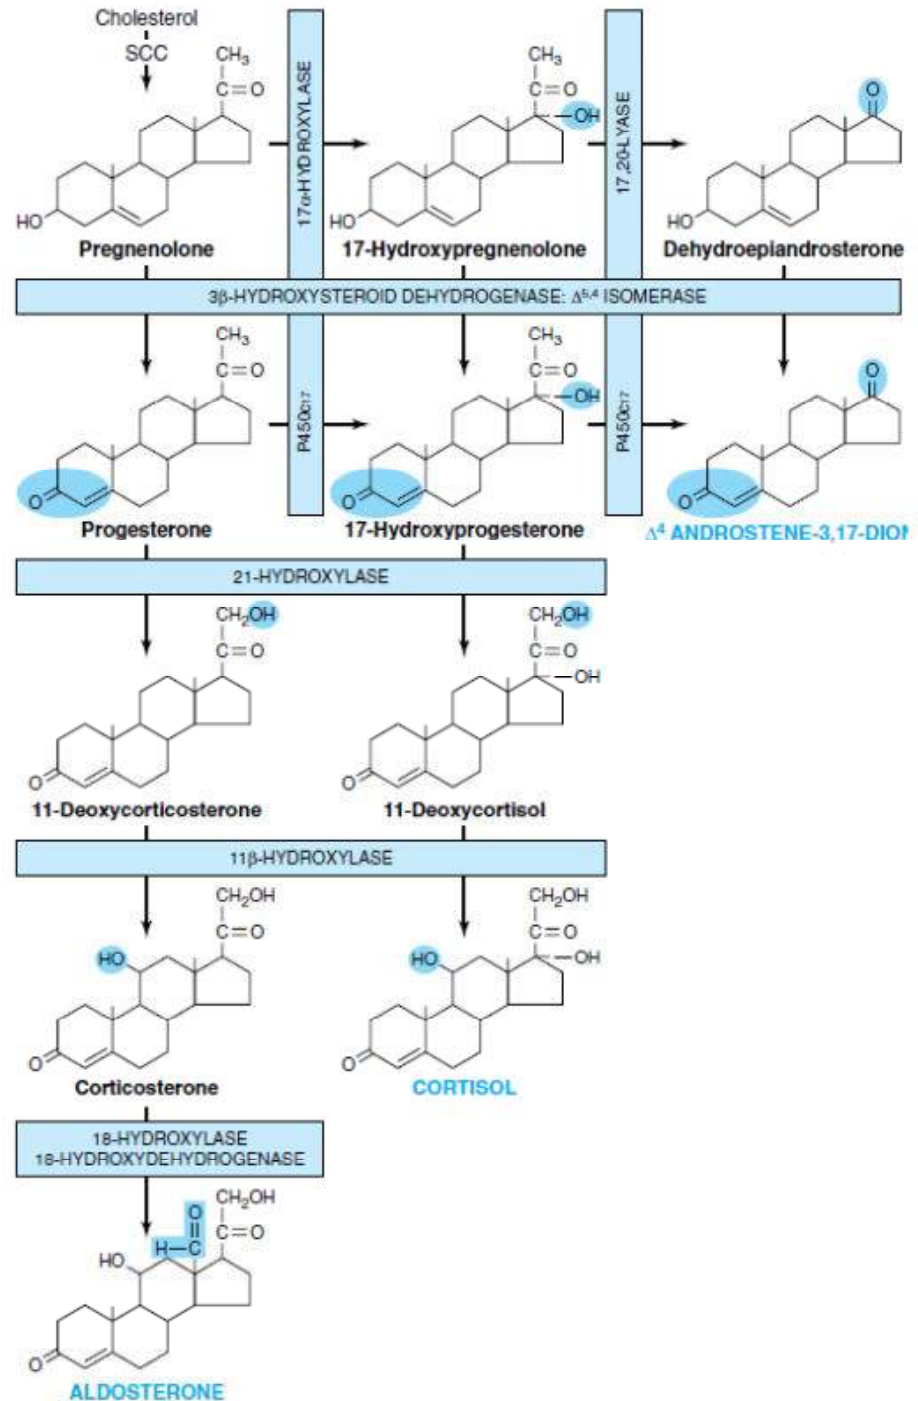 Cholesterol
SCC
CH₃
C=O
HO
Pregnenolone
17α-HYDROXYLASE
CH₃
C=O
OH
HO
17-Hydroxypregnenolone
17,20-LYASE
O
HO
Dehydroepiandrosterone
3β-HYDROXYSTEROID DEHYDROGENASE: Δ⁵,⁴ ISOMERASE
CH₃
C=O
O
Progesterone
P450C17
CH₃
C=O
OH
O
17-Hydroxyprogesterone
P450C17
O
O
Δ⁴ ANDROSTENE-3,17-DION
21-HYDROXYLASE
CH₂OH
C=O
O
11-Deoxycorticosterone
CH₂OH
C=O
OH
O
11-Deoxycortisol
11β-HYDROXYLASE
CH₂OH
C=O
HO
O
Corticosterone
CH₂OH
C=O
HO
OH
O
CORTISOL
18-HYDROXYLASE
18-HYDROXYDEHYDROGENASE
CH₂OH
O
C=O
H—C
HO
O
ALDOSTERONE